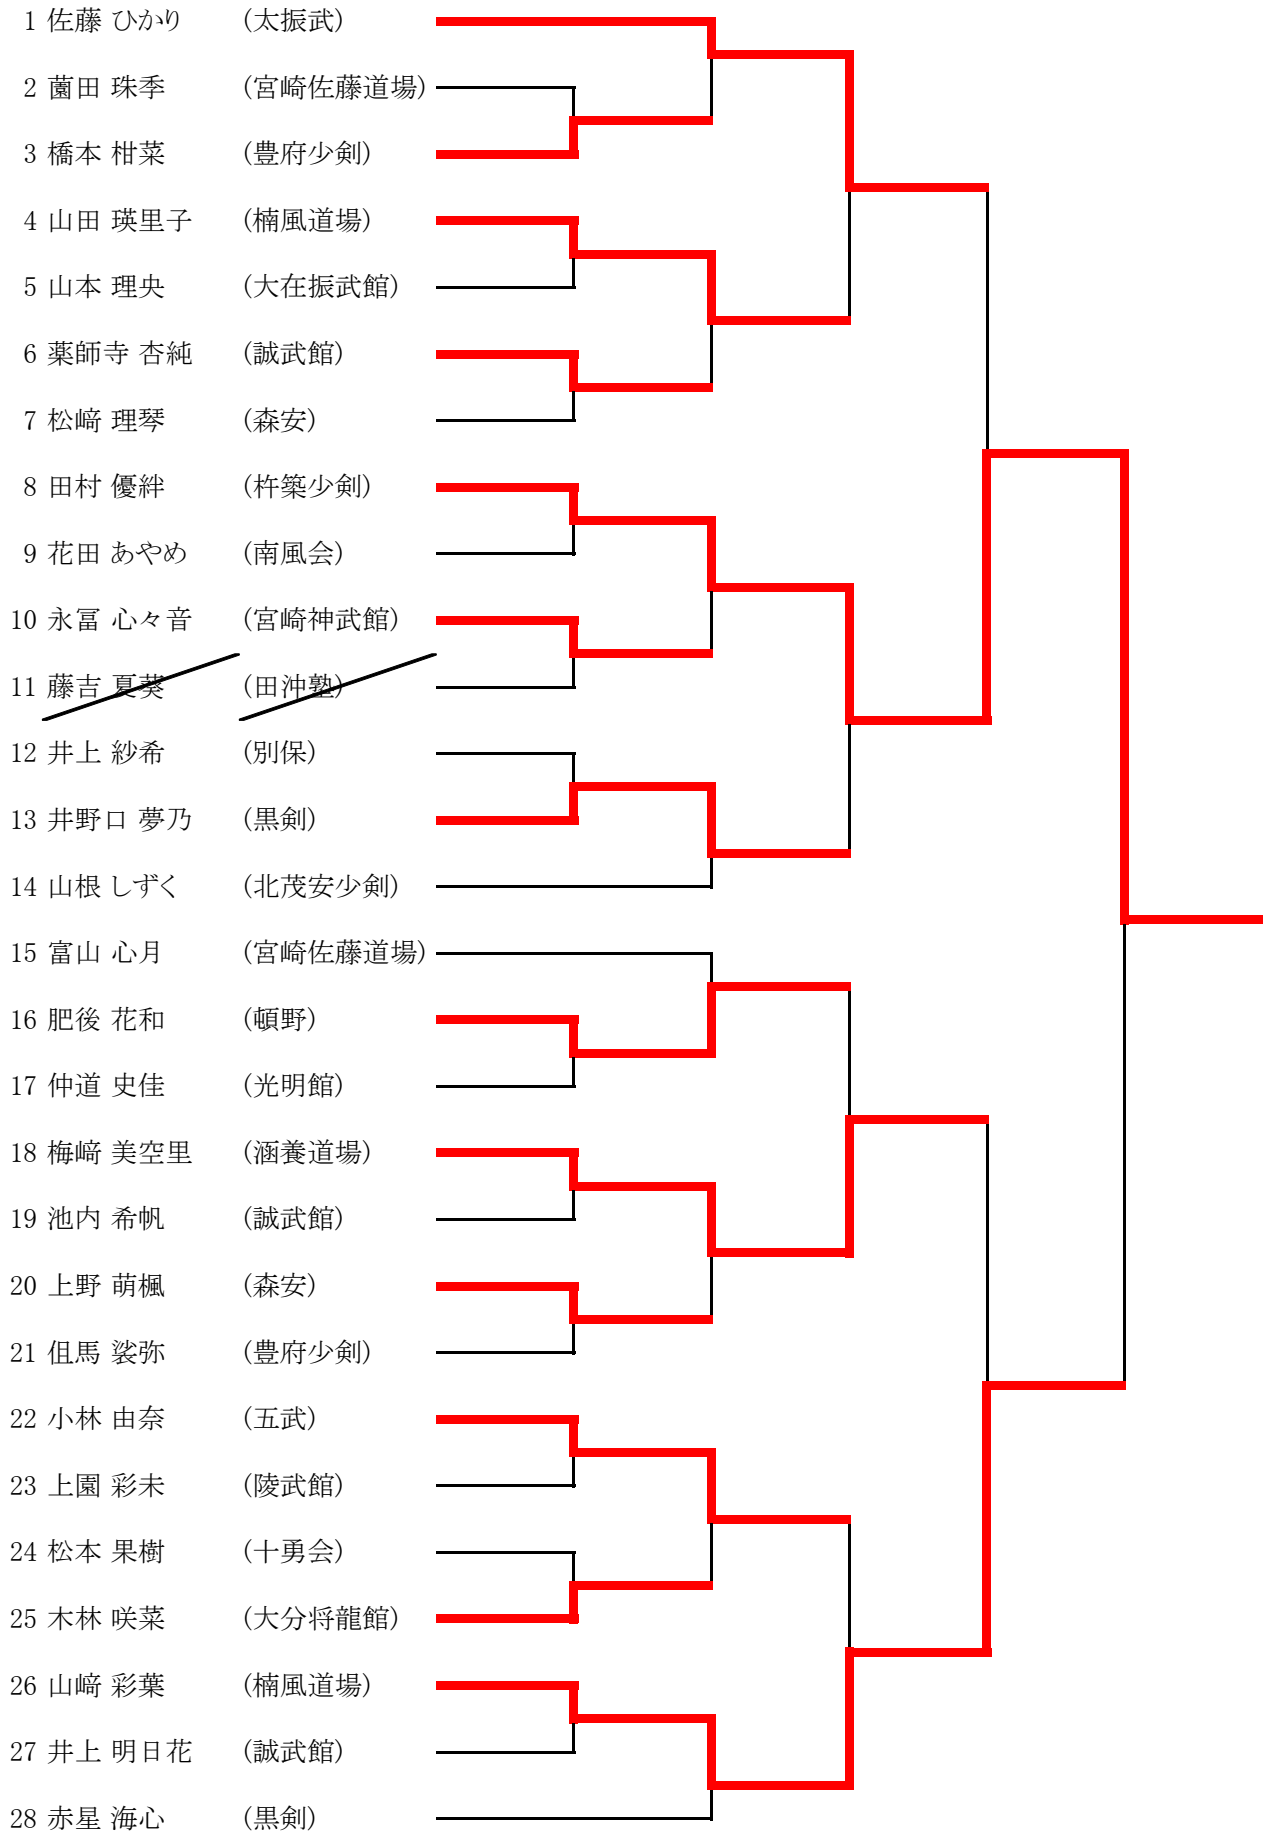 1 佐藤 ひかり (太振武)
2 薗田 珠季 (宮崎佐藤道場)
3 橋本 柑菜 (豊府少剣)
4 山田 瑛里子 (楠風道場)
5 山本 理央 (大在振武館)
6 薬師寺 杏純 (誠武館)
7 松﨑 理琴 (森安)
8 田村 優絆 (杵築少剣)
9 花田 あやめ (南風会)
10 永冨 心々音 (宮崎神武館)
11 藤吉 夏葵 (田沖塾)
12 井上 紗希 (別保)
13 井野口 夢乃 (黒剣)
14 山根 しずく (北茂安少剣)
15 富山 心月 (宮崎佐藤道場)
16 肥後 花和 (頓野)
17 仲道 史佳 (光明館)
18 梅﨑 美空里 (涵養道場)
19 池内 希帆 (誠武館)
20 上野 萌楓 (森安)
21 伹馬 裟弥 (豊府少剣)
22 小林 由奈 (五武)
23 上園 彩未 (陵武館)
24 松本 果樹 (十勇会)
25 木林 咲菜 (大分将龍館)
26 山﨑 彩葉 (楠風道場)
27 井上 明日花 (誠武館)
28 赤星 海心 (黒剣)